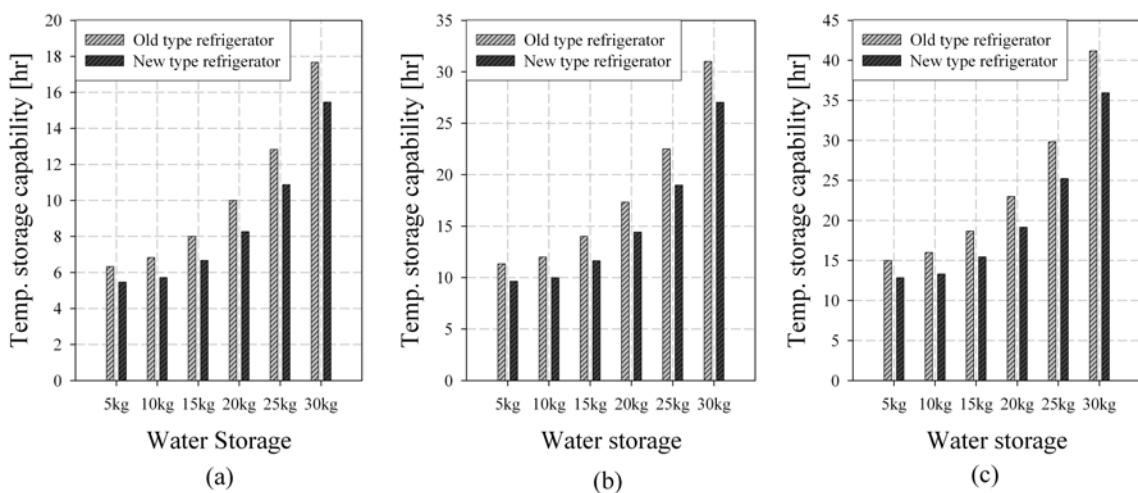 Temp. storage capability [hr]
20
18
16
14
12
10
8
6
4
2
0
Old type refrigerator
New type refrigerator
5kg 10kg 15kg 20kg 25kg 30kg
Water Storage
(a)
Temp. storage capability [hr]
35
30
25
20
15
10
5
0
Old type refrigerator
New type refrigerator
5kg 10kg 15kg 20kg 25kg 30kg
Water storage
(b)
Temp. storage capability [hr]
45
40
35
30
25
20
15
10
5
0
Old type refrigerator
New type refrigerator
5kg 10kg 15kg 20kg 25kg 30kg
Water storage
(c)